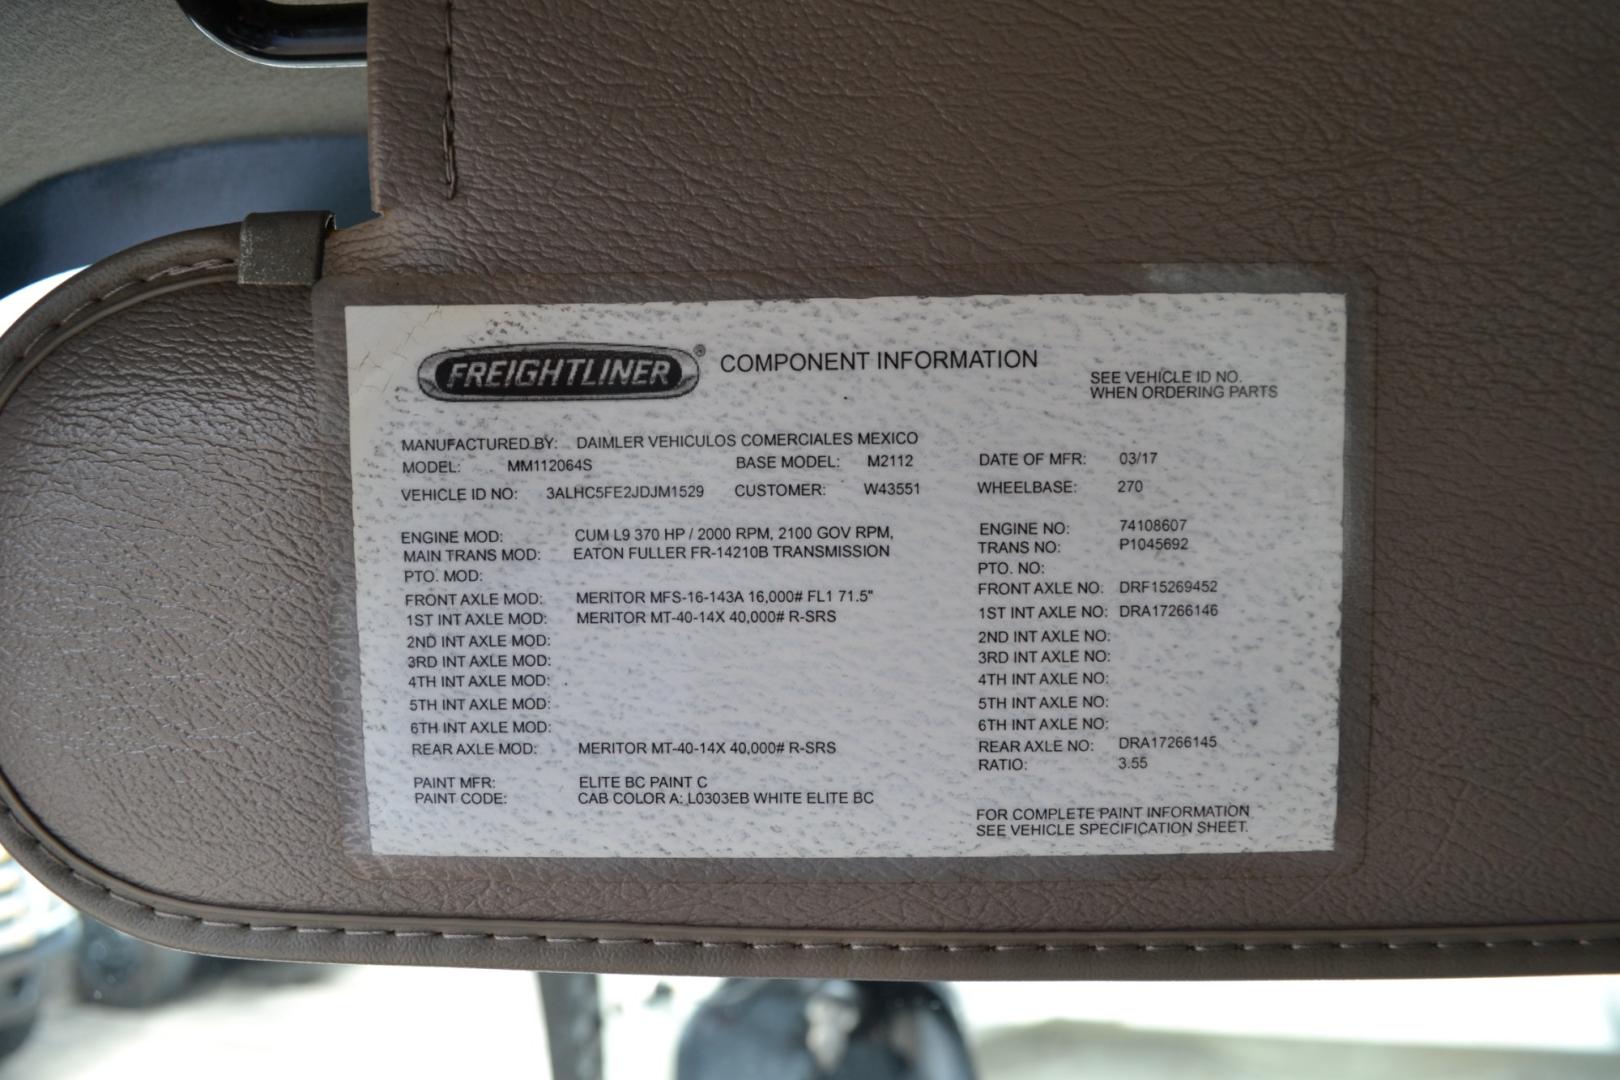 FREIGHTLINER® COMPONENT INFORMATION
SEE VEHICLE ID NO.
WHEN ORDERING PARTS
MANUFACTURED BY: DAIMLER VEHICULOS COMERCIALES MEXICO
MODEL: MM112064S BASE MODEL: M2112 DATE OF MFR: 03/17
VEHICLE ID NO: 3ALHC5FE2JDJM1529 CUSTOMER: W43551 WHEELBASE: 270
ENGINE MOD: CUM L9 370 HP / 2000 RPM, 2100 GOV RPM, ENGINE NO: 74108607
MAIN TRANS MOD: EATON FULLER FR-14210B TRANSMISSION TRANS NO: P1045692
PTO. MOD: PTO. NO:
FRONT AXLE MOD: MERITOR MFS-16-143A 16,000# FL1 71.5" FRONT AXLE NO: DRF15269452
1ST INT AXLE MOD: MERITOR MT-40-14X 40,000# R-SRS 1ST INT AXLE NO: DRA17266146
2ND INT AXLE MOD: 2ND INT AXLE NO:
3RD INT AXLE MOD: 3RD INT AXLE NO:
4TH INT AXLE MOD: 4TH INT AXLE NO:
5TH INT AXLE MOD: 5TH INT AXLE NO:
6TH INT AXLE MOD: 6TH INT AXLE NO:
REAR AXLE MOD: MERITOR MT-40-14X 40,000# R-SRS REAR AXLE NO: DRA17266145
RATIO: 3.55
PAINT MFR: ELITE BC PAINT C
PAINT CODE: CAB COLOR A: L0303EB WHITE ELITE BC
FOR COMPLETE PAINT INFORMATION
SEE VEHICLE SPECIFICATION SHEET.